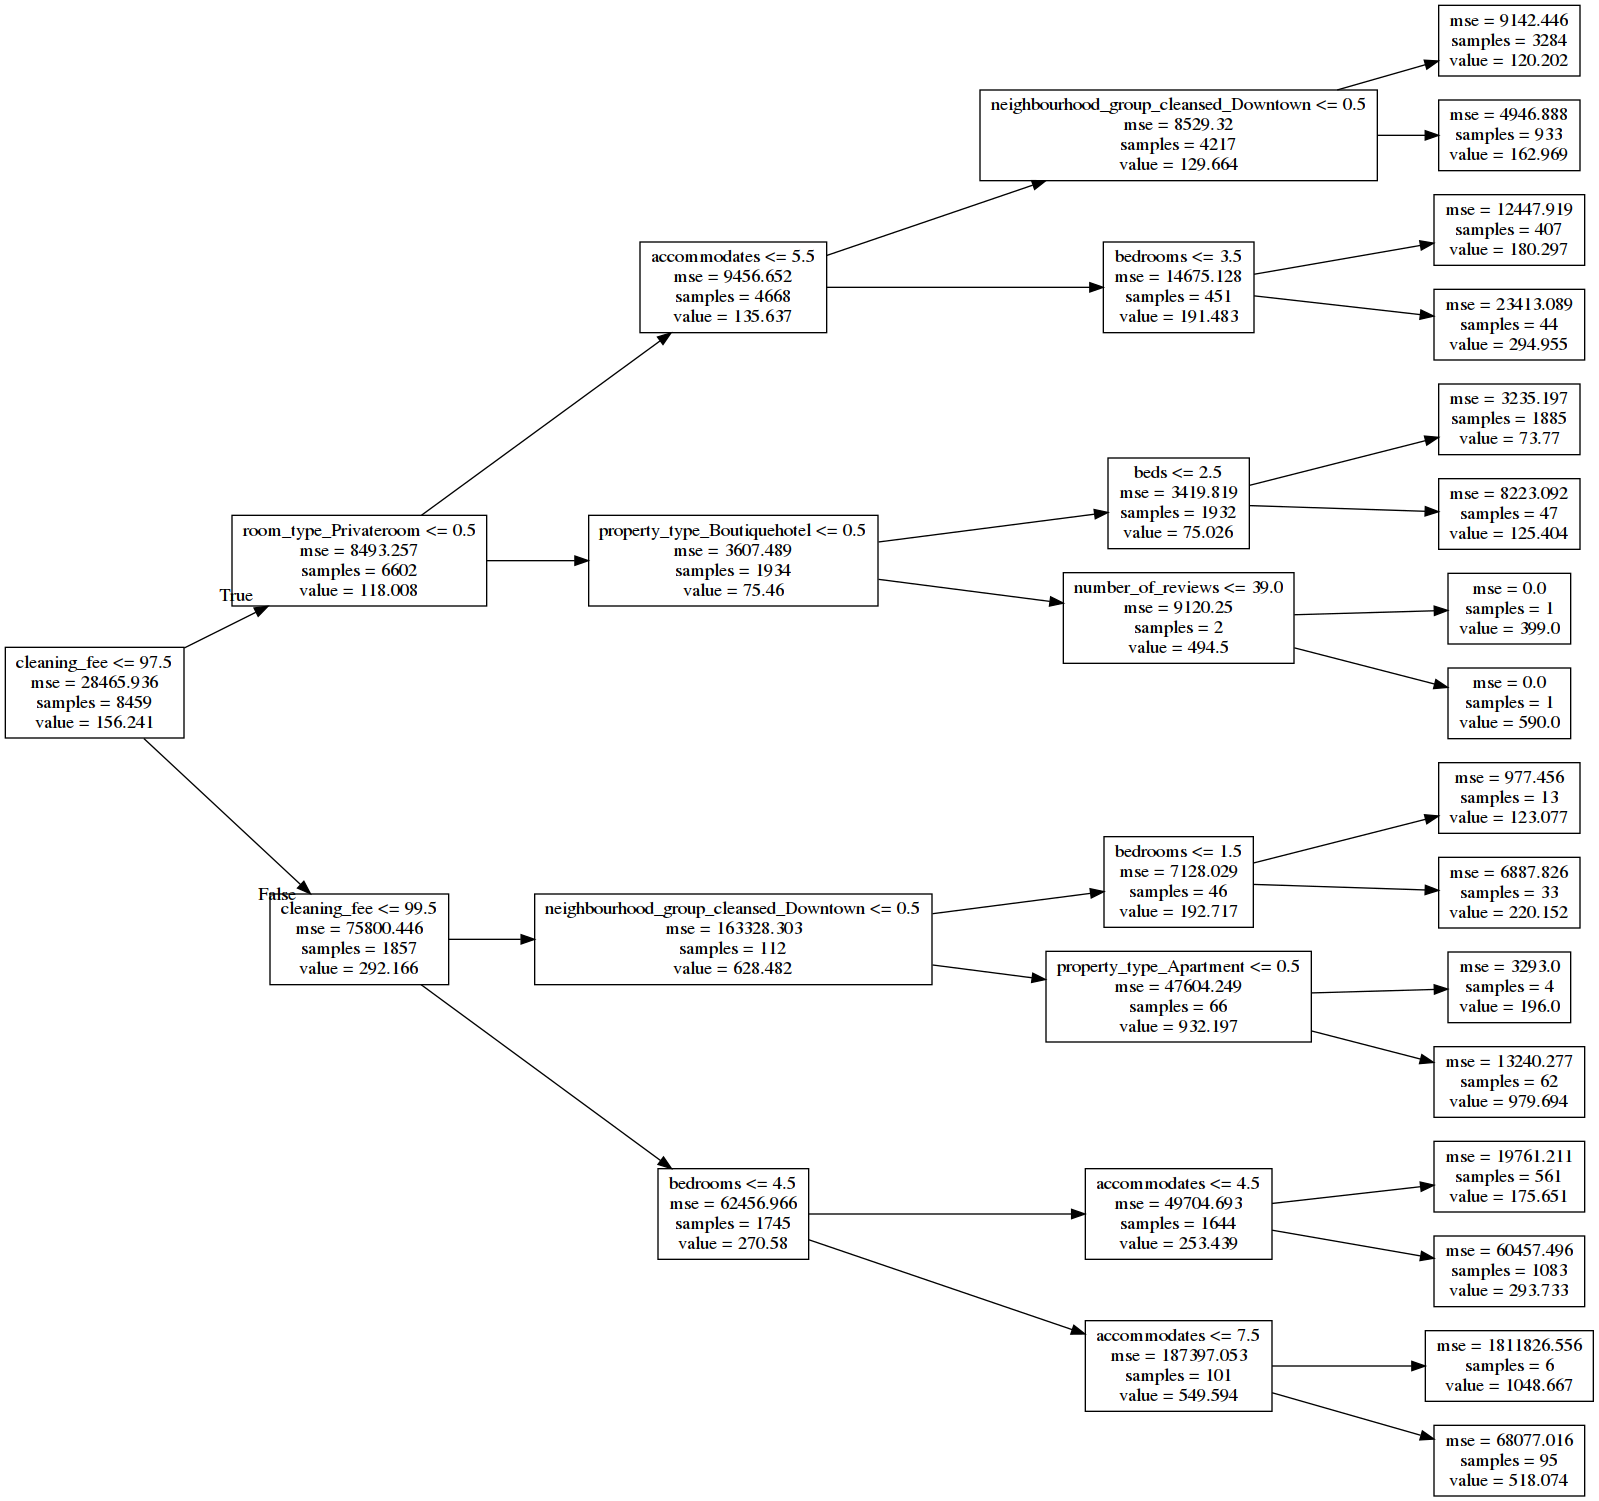 cleaning_fee <= 97.5
mse = 28465.936
samples = 8459
value = 156.241
True
False
room_type_Privateroom <= 0.5
mse = 8493.257
samples = 6602
value = 118.008
cleaning_fee <= 99.5
mse = 75800.446
samples = 1857
value = 292.166
accommodates <= 5.5
mse = 9456.652
samples = 4668
value = 135.637
property_type_Boutiquehotel <= 0.5
mse = 3607.489
samples = 1934
value = 75.46
neighbourhood_group_cleansed_Downtown <= 0.5
mse = 163328.303
samples = 112
value = 628.482
bedrooms <= 4.5
mse = 62456.966
samples = 1745
value = 270.58
neighbourhood_group_cleansed_Downtown <= 0.5
mse = 8529.32
samples = 4217
value = 129.664
bedrooms <= 3.5
mse = 14675.128
samples = 451
value = 191.483
beds <= 2.5
mse = 3419.819
samples = 1932
value = 75.026
number_of_reviews <= 39.0
mse = 9120.25
samples = 2
value = 494.5
bedrooms <= 1.5
mse = 7128.029
samples = 46
value = 192.717
property_type_Apartment <= 0.5
mse = 47604.249
samples = 66
value = 932.197
accommodates <= 4.5
mse = 49704.693
samples = 1644
value = 253.439
accommodates <= 7.5
mse = 187397.053
samples = 101
value = 549.594
mse = 9142.446
samples = 3284
value = 120.202
mse = 4946.888
samples = 933
value = 162.969
mse = 12447.919
samples = 407
value = 180.297
mse = 23413.089
samples = 44
value = 294.955
mse = 3235.197
samples = 1885
value = 73.77
mse = 8223.092
samples = 47
value = 125.404
mse = 0.0
samples = 1
value = 399.0
mse = 0.0
samples = 1
value = 590.0
mse = 977.456
samples = 13
value = 123.077
mse = 6887.826
samples = 33
value = 220.152
mse = 3293.0
samples = 4
value = 196.0
mse = 13240.277
samples = 62
value = 979.694
mse = 19761.211
samples = 561
value = 175.651
mse = 60457.496
samples = 1083
value = 293.733
mse = 1811826.556
samples = 6
value = 1048.667
mse = 68077.016
samples = 95
value = 518.074